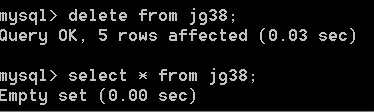 mysql> delete from jg38;
Query OK, 5 rows affected (0.03 sec)
mysql> select * from jg38;
Empty set (0.00 sec)